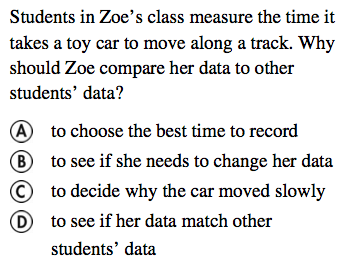 Students in Zoe’s class measure the time it
takes a toy car to move along a track. Why
should Zoe compare her data to other
students’ data?
A to choose the best time to record
B to see if she needs to change her data
C to decide why the car moved slowly
D to see if her data match other
students’ data